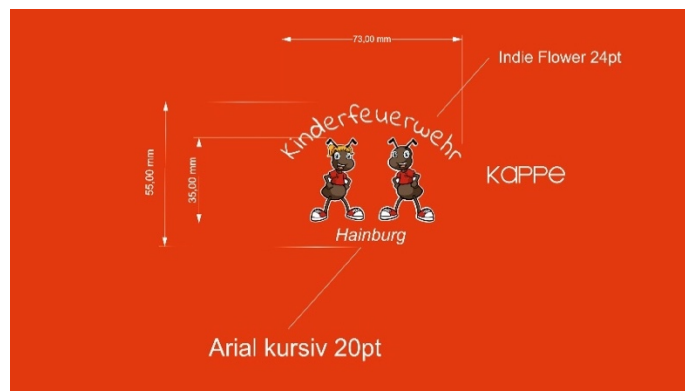 73,00 mm
Indie Flower 24pt
Kinderfeuerwehr
55,00 mm
35,00 mm
KAPPE
Hainburg
Arial kursiv 20pt